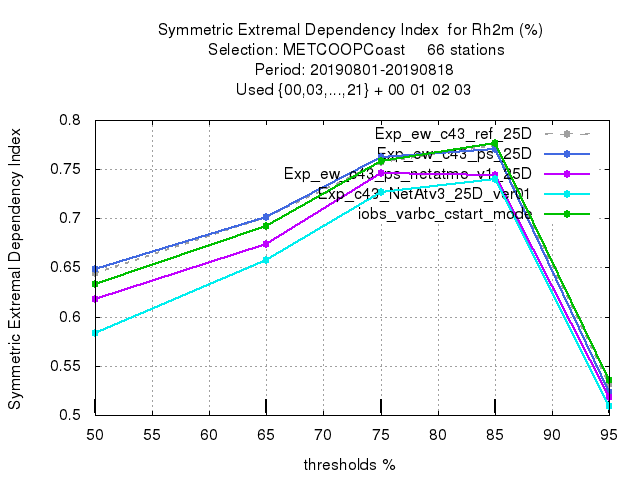 Symmetric Extremal Dependency Index for Rh2m (%)
Selection: METCOOPCoast 66 stations
Period: 20190801-20190818
Used {00,03,...,21} + 00 01 02 03
Symmetric Extremal Dependency Index
0.8
0.75
0.7
0.65
0.6
0.55
0.5
Exp_ew_c43_ref_25D
Exp_ew_c43_ps_25D
Exp_ew_c43_ps_netatmo_v1_25D
Exp_c43_NetAtv3_25D_ver01
iobs_varbc_cstart_mode
50 55 60 65 70 75 80 85 90 95
thresholds %